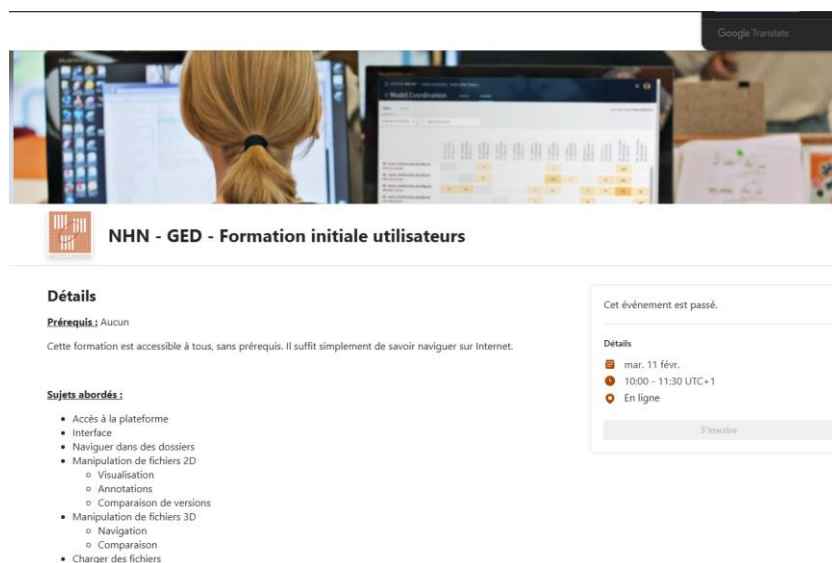 Google Translate
Model Coordination
NHN - GED - Formation initiale utilisateurs
Détails
Prérequis : Aucun
Cette formation est accessible à tous, sans prérequis. Il suffit simplement de savoir naviguer sur Internet.
Sujets abordés :
Accès à la plateforme
Interface
Naviguer dans des dossiers
Manipulation de fichiers 2D
Visualisation
Annotations
Comparaison de versions
Manipulation de fichiers 3D
Navigation
Comparaison
Charger des fichiers
Cet événement est passé.
Détails
mar. 11 févr.
10:00 - 11:30 UTC+1
En ligne
S'inscrire